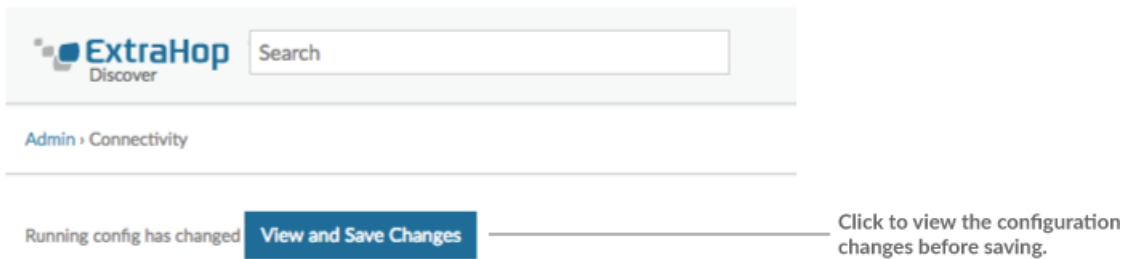 ExtraHop
Discover
Search
Admin › Connectivity
Running config has changed View and Save Changes
Click to view the configuration
changes before saving.